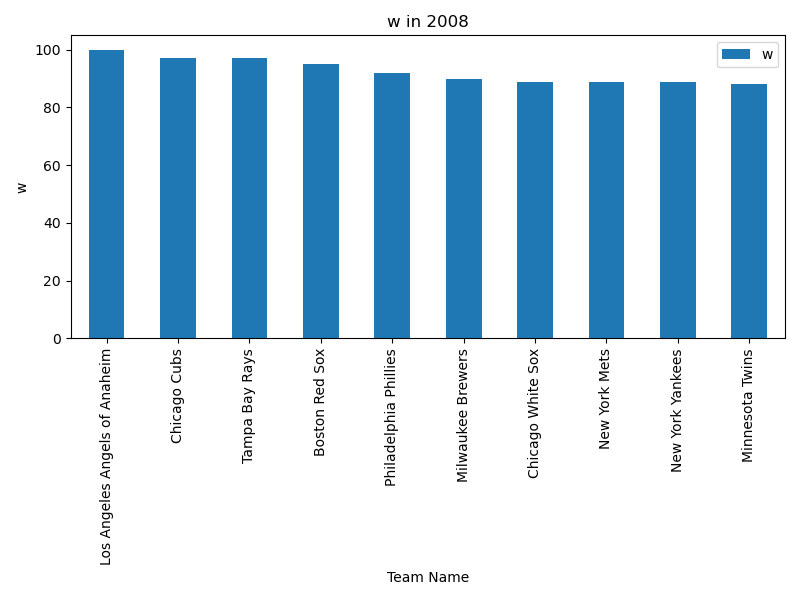 w in 2008
w
w
100
80
60
40
20
0
Los Angeles Angels of Anaheim
Chicago Cubs
Tampa Bay Rays
Boston Red Sox
Philadelphia Phillies
Milwaukee Brewers
Chicago White Sox
New York Mets
New York Yankees
Minnesota Twins
Team Name